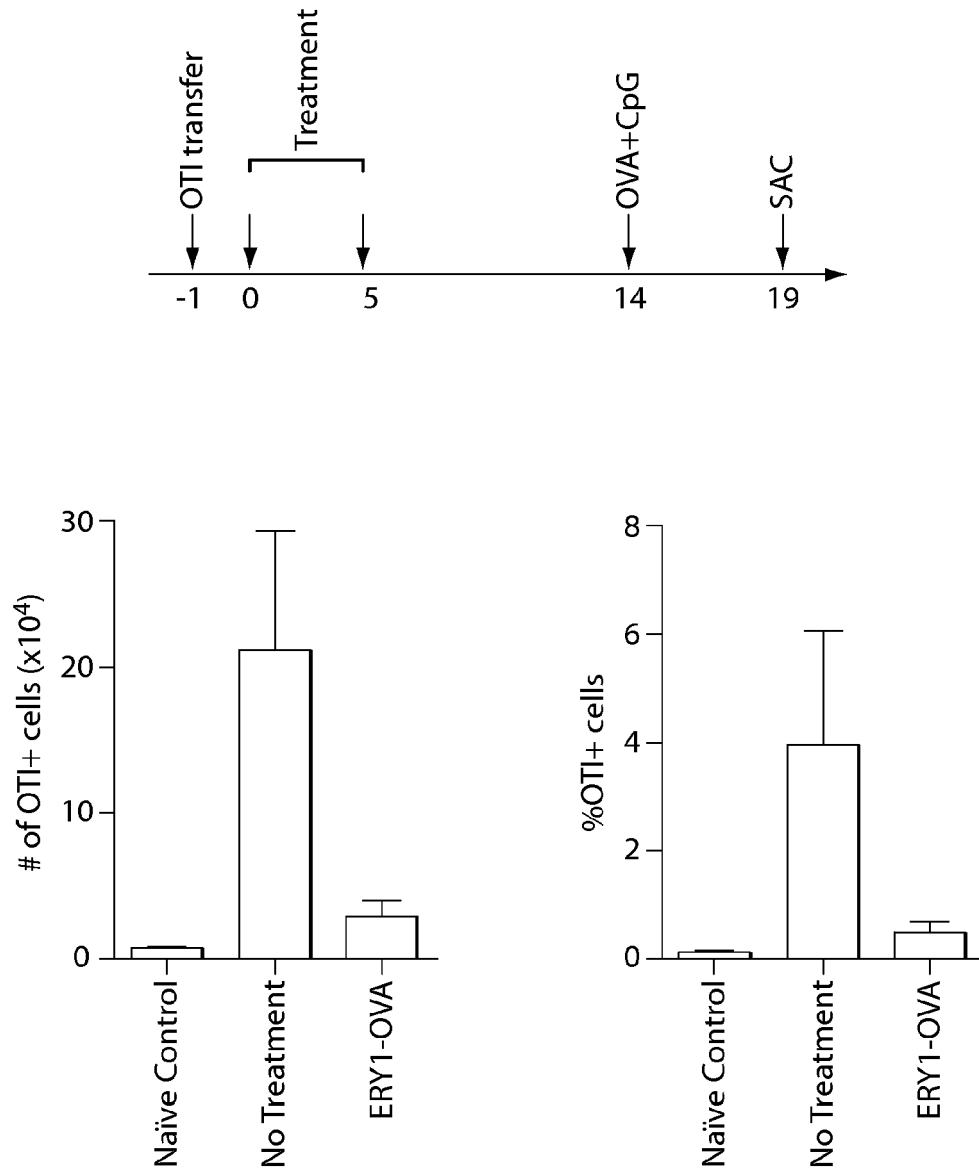 OTI transfer
Treatment
OVA+CpG
SAC
-1 0 5 14 19
# of OTI+ cells (x10⁴)
30
20
10
0
Naïve Control
No Treatment
ERY1-OVA
%OTI+ cells
8
6
4
2
0
Naïve Control
No Treatment
ERY1-OVA